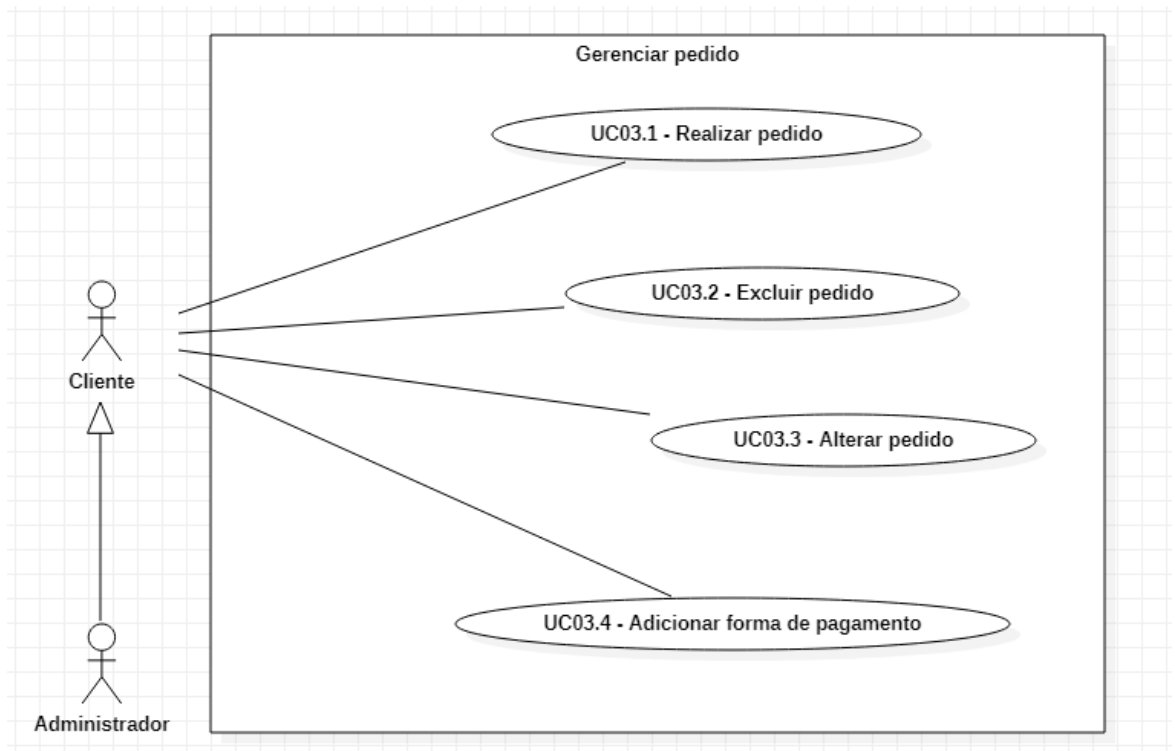 Gerenciar pedido
UC03.1 - Realizar pedido
UC03.2 - Excluir pedido
Cliente
UC03.3 - Alterar pedido
UC03.4 - Adicionar forma de pagamento
Administrador